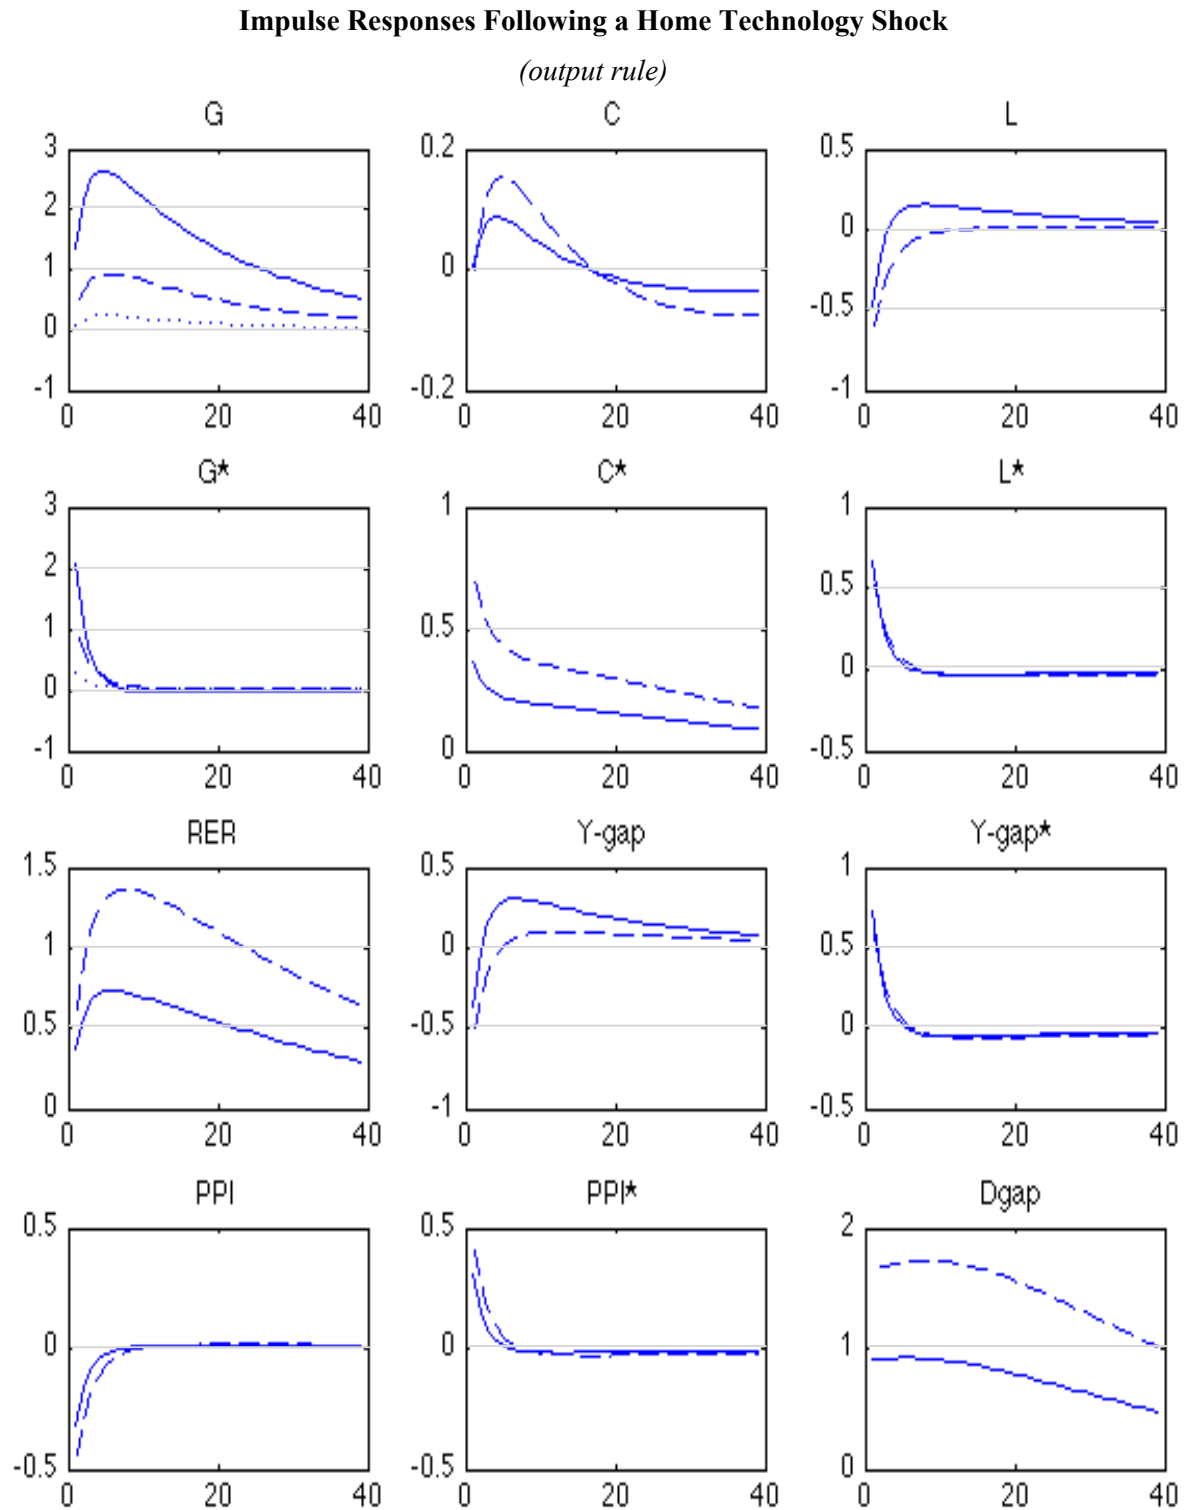 Impulse Responses Following a Home Technology Shock
(output rule)
G C L
3 0.2 0.5
2
1 0 0
0 -0.5
-1 -0.2 -1
0 20 40 0 20 40 0 20 40
G* C* L*
3 1 1
2 0.5
1 0.5
0 0
-1 0 -0.5
0 20 40 0 20 40 0 20 40
RER Y-gap Y-gap*
1.5 0.5 1
1 0 0.5
0.5 -0.5 0
0 -1 -0.5
0 20 40 0 20 40 0 20 40
PPI PPI* Dgap
0.5 0.5 2
0 0 1
-0.5 -0.5 0
0 20 40 0 20 40 0 20 40